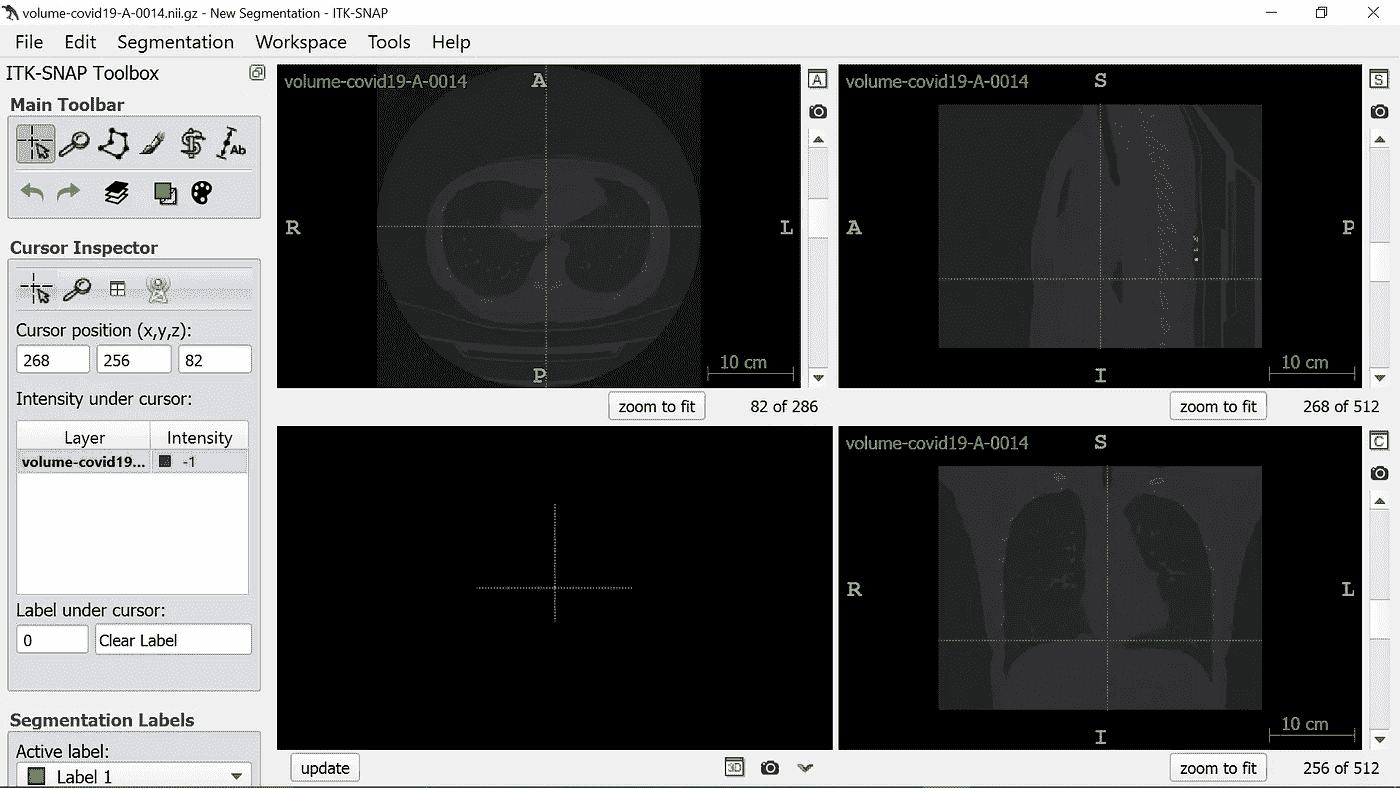 volume-covid19-A-0014.nii.gz - New Segmentation - ITK-SNAP
File Edit Segmentation Workspace Tools Help
ITK-SNAP Toolbox
Main Toolbar
Ab
Cursor Inspector
Cursor position (x,y,z):
268 256 82
Intensity under cursor:
Layer Intensity
volume-covid19... -1
Label under cursor:
0 Clear Label
Segmentation Labels
Active label:
Label 1
volume-covid19-A-0014
A
R
L
P
10 cm
A
zoom to fit
82 of 286
volume-covid19-A-0014
S
A
P
I
10 cm
S
zoom to fit
268 of 512
update
3D
volume-covid19-A-0014
S
R
L
I
10 cm
C
zoom to fit
256 of 512